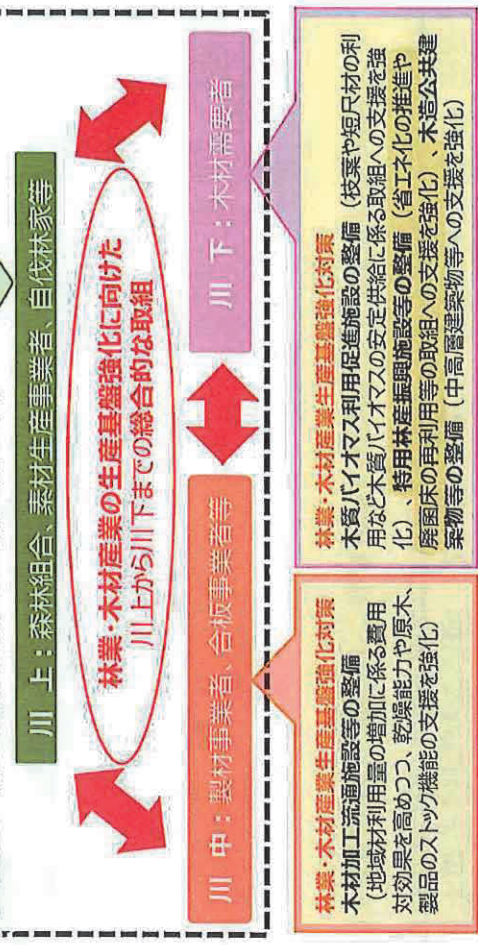 川　上：森林組合、素材生産事業者、自伐林家等
林業・木材産業の生産基盤強化に向けた
川上から川下までの総合的な取組
川　中：製材事業者、合板事業者等
川　下：木材需要者
林業・木材産業生産基盤強化対策
木材加工流通施設等の整備
（地域材利用量の増加に係る費用
対効果を高めつつ、乾燥能力や原木、
製品のストック機能の支援を強化）
林業・木材産業生産基盤強化対策
木質バイオマス利用促進施設の整備（枝葉や短尺材の利
用など木質バイオマスの安定供給に係る取組への支援を強
化）、特用林産振興施設等の整備（省エネ化の推進や
廃菌床の再利用等の取組への支援を強化）、木造公共建
築物等の整備（中高層建築物等への支援を強化）